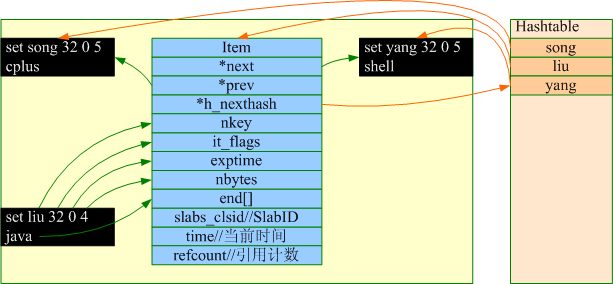 set song 32 0 5
cplus
Item
*next
*prev
*h_nexthash
nkey
it_flags
exptime
nbytes
end[]
slabs_clsid//SlabID
time//当前时间
refcount//引用计数
set yang 32 0 5
shell
set liu 32 0 4
java
Hashtable
song
liu
yang